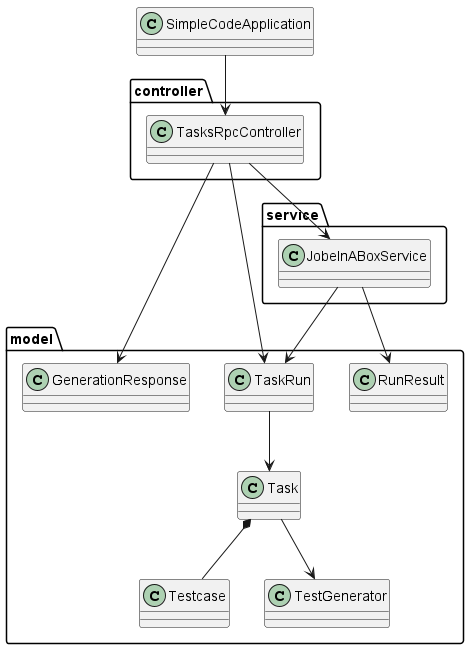 C SimpleCodeApplication
controller
C TasksRpcController
service
C JobeInABoxService
model
C GenerationResponse
C TaskRun
C RunResult
C Task
C Testcase
C TestGenerator